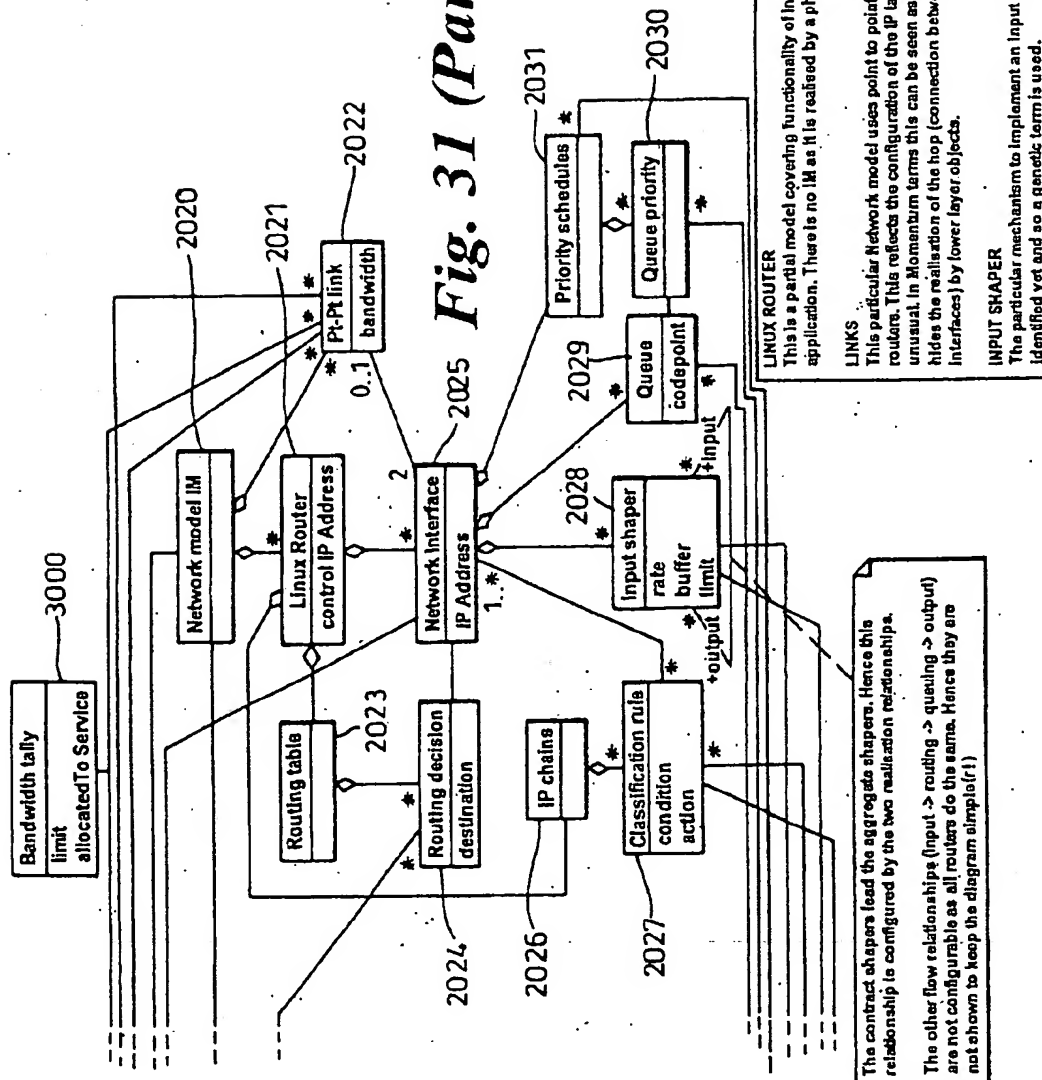 Bandwidth tally
limit
allocatedTo Service
3000
Network model IM
2020
Linux Router
control IP Address
2021
Pt-Pt link
bandwidth
2022
*
*
*
*
*
0..1
Fig. 31 (Par
Routing table
2023
Network Interface
IP Address
2025
2
*
1..*
Routing decision
destination
2024
*
*
IP chains
2026
Classification rule
condition
action
2027
*
*
*
Input shaper
rate
buffer
limit
2028
*
*
+output
*
+Input
Queue
codepoint
2029
*
*
Priority schedules
2031
*
Queue priority
2030
*
*
The contract shapers lead the aggregate shapers. Hence this
relationship is configured by the two realisation relationships.
The other flow relationships (Input -> routing -> queuing -> output)
are not configurable as all routers do the same. Hence they are
not shown to keep the diagram simple(r!)
LINUX ROUTER
This is a partial model covering functionality of In
application. There is no IM as it is realised by a ph
LINKS
This particular Network model uses point to point
routers. This reflects the configuration of the IP la
unusual. In Momentum terms this can be seen as
hides the realisation of the hop (connection betw
Interfaces) by lower layer objects.
INPUT SHAPER
The particular mechanism to implement an Input
identified yet and so a genetic term is used.